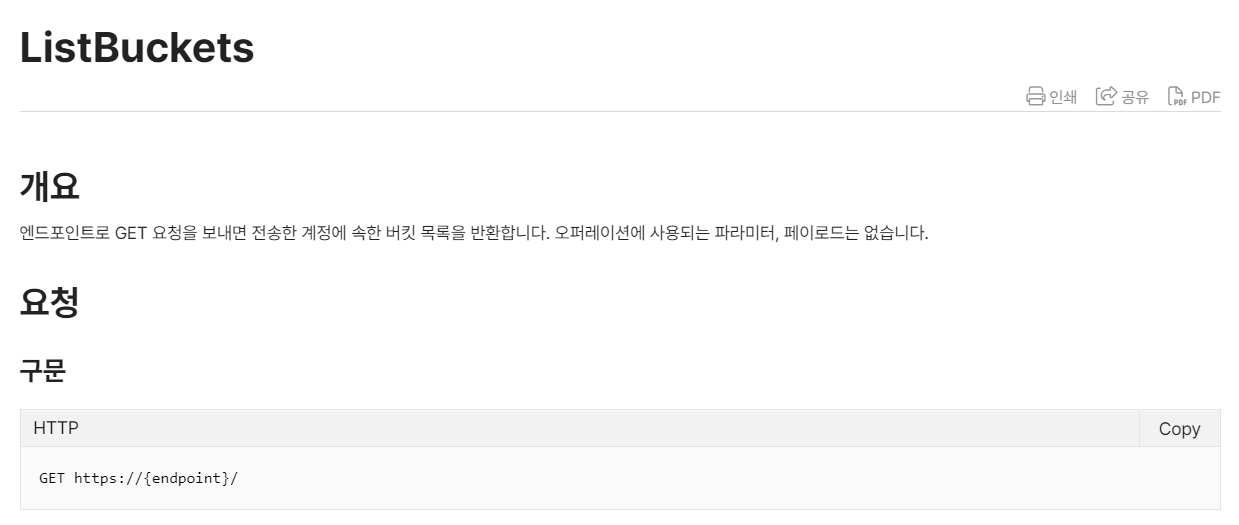 ListBuckets
인쇄 공유 PDF
개요
엔드포인트로 GET 요청을 보내면 전송한 계정에 속한 버킷 목록을 반환합니다. 오퍼레이션에 사용되는 파라미터, 페이로드는 없습니다.
요청
구문
HTTP Copy
GET https://{endpoint}/